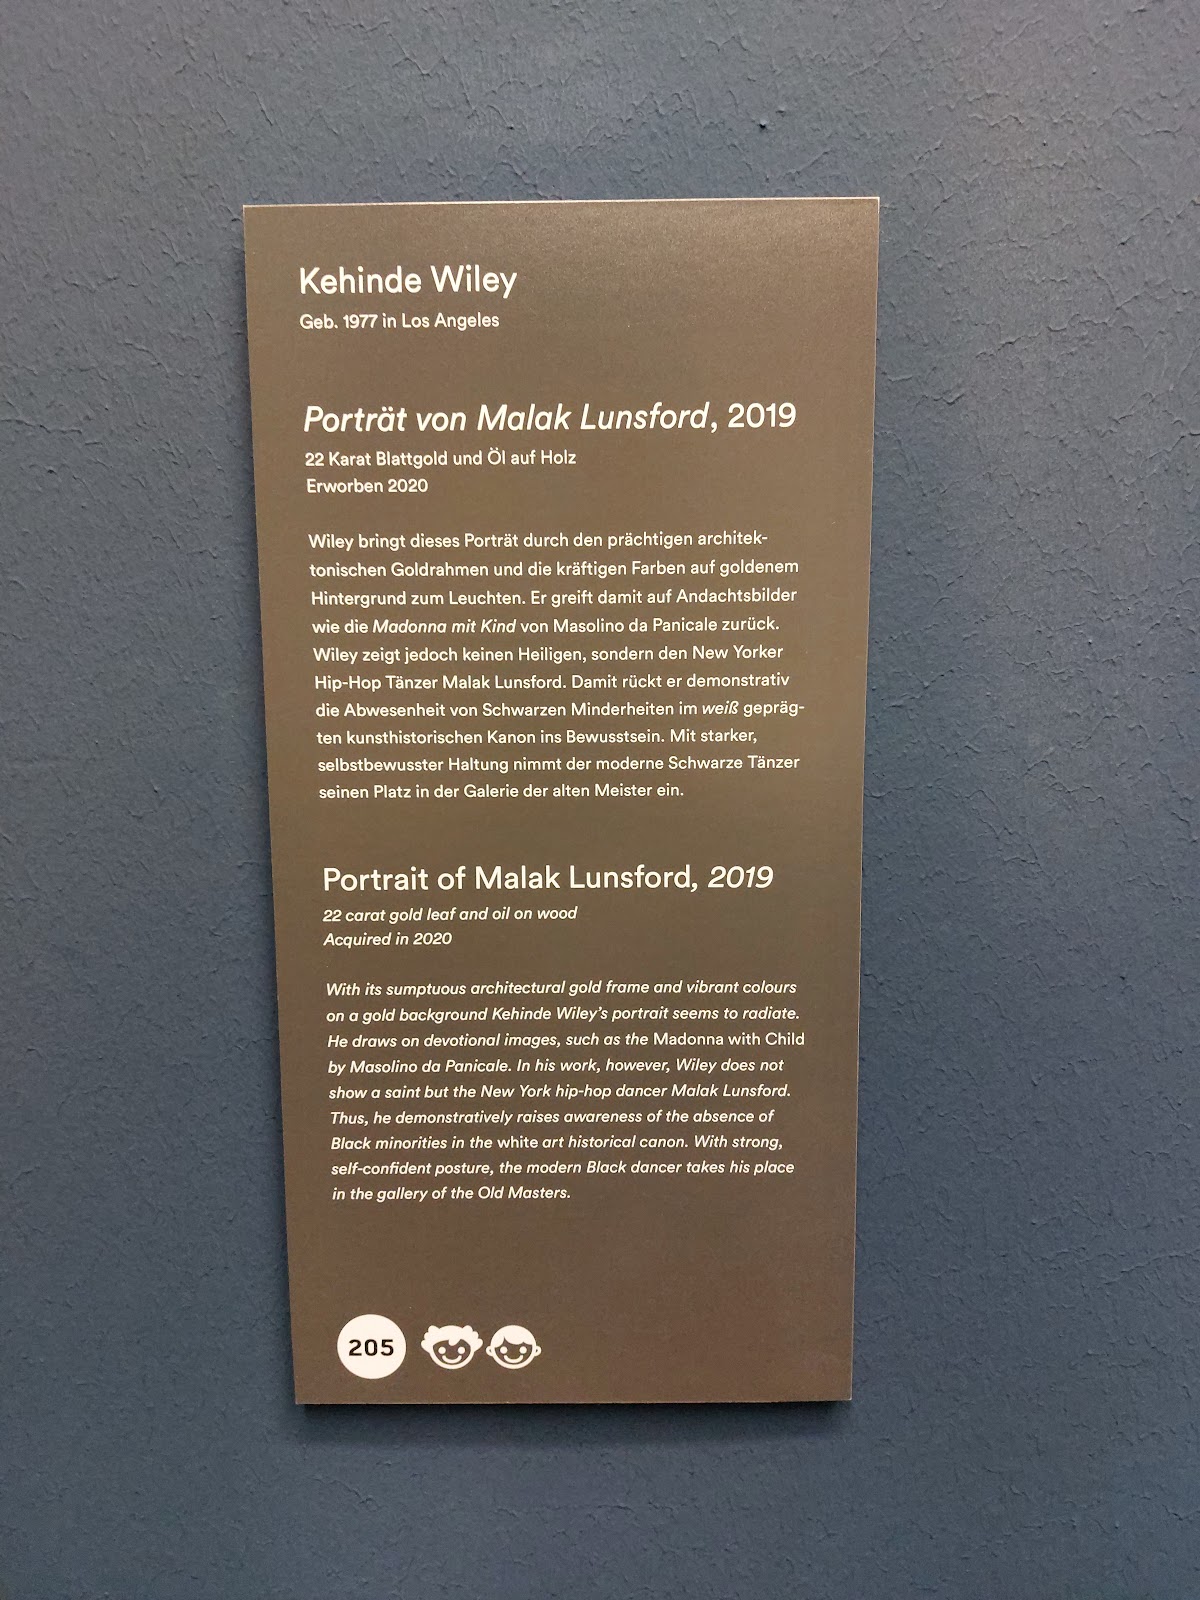 Kehinde Wiley
Geb. 1977 in Los Angeles
Porträt von Malak Lunsford, 2019
22 Karat Blattgold und Öl auf Holz
Erworben 2020
Wiley bringt dieses Porträt durch den prächtigen architek-
tonischen Goldrahmen und die kräftigen Farben auf goldenem
Hintergrund zum Leuchten. Er greift damit auf Andachtsbilder
wie die Madonna mit Kind von Masolino da Panicale zurück.
Wiley zeigt jedoch keinen Heiligen, sondern den New Yorker
Hip-Hop Tänzer Malak Lunsford. Damit rückt er demonstrativ
die Abwesenheit von Schwarzen Minderheiten im weiß gepräg-
ten kunsthistorischen Kanon ins Bewusstsein. Mit starker,
selbstbewusster Haltung nimmt der moderne Schwarze Tänzer
seinen Platz in der Galerie der alten Meister ein.
Portrait of Malak Lunsford, 2019
22 carat gold leaf and oil on wood
Acquired in 2020
With its sumptuous architectural gold frame and vibrant colours
on a gold background Kehinde Wiley's portrait seems to radiate.
He draws on devotional images, such as the Madonna with Child
by Masolino da Panicale. In his work, however, Wiley does not
show a saint but the New York hip-hop dancer Malak Lunsford.
Thus, he demonstratively raises awareness of the absence of
Black minorities in the white art historical canon. With strong,
self-confident posture, the modern Black dancer takes his place
in the gallery of the Old Masters.
205